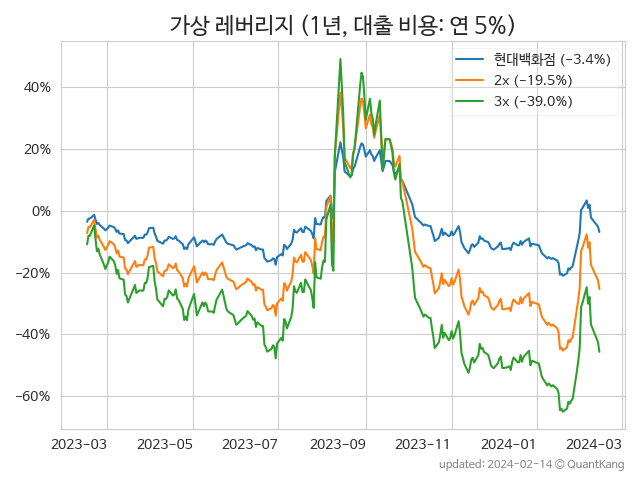 가상 레버리지 (1년, 대출 비용: 연 5%)
현대백화점 (−3.4%)
2x (−19.5%)
3x (−39.0%)
40%
20%
0%
−20%
−40%
−60%
2023−03 2023−05 2023−07 2023−09 2023−11 2024−01 2024−03
updated: 2024-02-14 © QuantKang